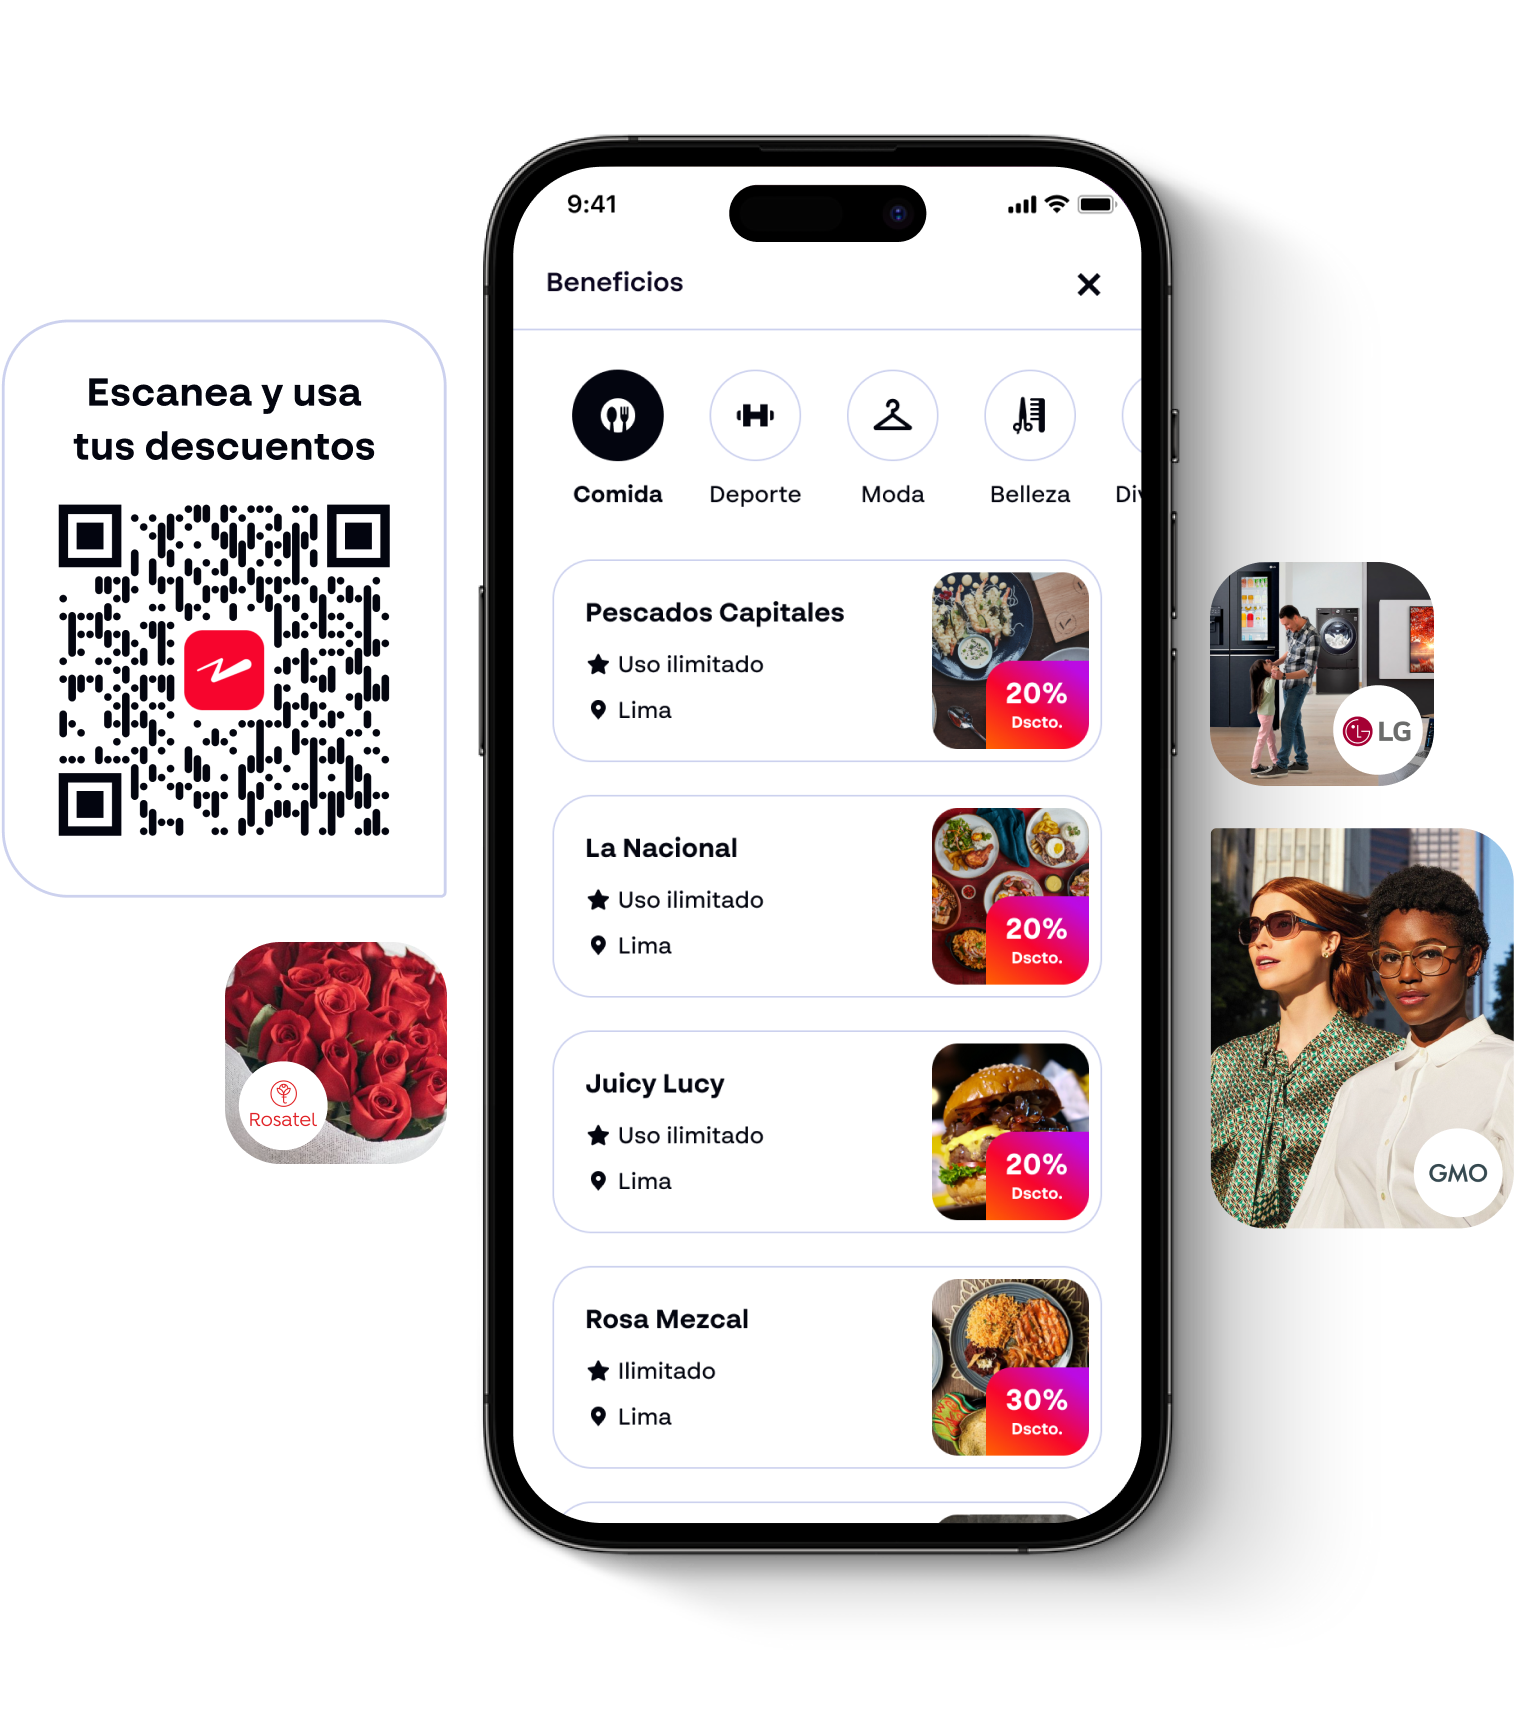 Escanea y usa
tus descuentos
Rosatel
9:41
Beneficios
Comida
Deporte
Moda
Belleza
Div
Pescados Capitales
Uso ilimitado
Lima
20%
Dscto.
La Nacional
Uso ilimitado
Lima
20%
Dscto.
Juicy Lucy
Uso ilimitado
Lima
20%
Dscto.
Rosa Mezcal
Ilimitado
Lima
30%
Dscto.
LG
GMO